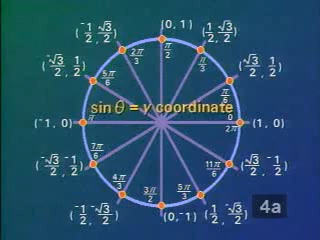 (0, 1)
(⁻1/2, √3/2)
(1/2, √3/2)
(⁻√3/2, 1/2)
(√3/2, 1/2)
2π/3
π/2
π/3
5π/6
π/6
sin θ = y coordinate
(⁻1, 0)
π
0
2π
(1, 0)
7π/6
11π/6
(⁻√3/2, ⁻1/2)
(√3/2, ⁻1/2)
4π/3
3π/2
5π/3
(⁻1/2, ⁻√3/2)
(0, ⁻1)
(1/2, ⁻√3/2)
4a